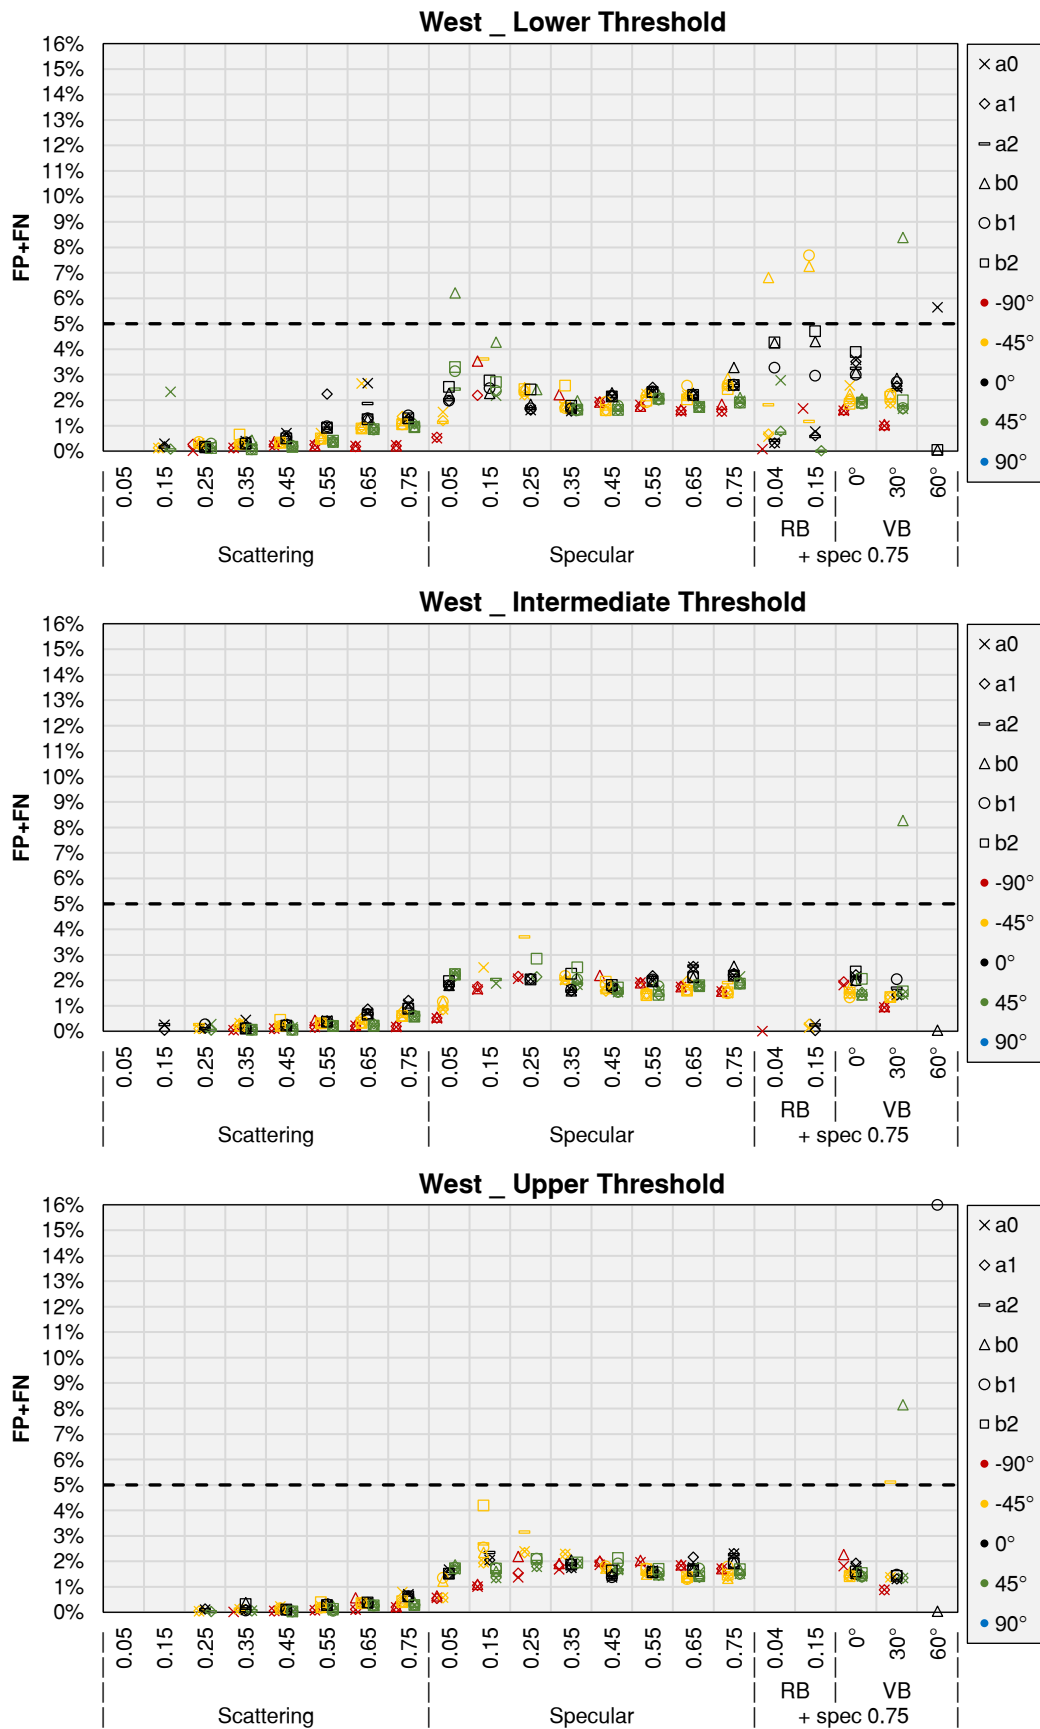 West _ Lower Threshold
FP+FN
16%
15%
14%
13%
12%
11%
10%
9%
8%
7%
6%
5%
4%
3%
2%
1%
0%
0.05 0.15 0.25 0.35 0.45 0.55 0.65 0.75 0.05 0.15 0.25 0.35 0.45 0.55 0.65 0.75 0.04 0.15 0° 30° 60°
RB VB
Scattering Specular + spec 0.75
a0
a1
a2
b0
b1
b2
-90°
-45°
0°
45°
90°
West _ Intermediate Threshold
FP+FN
16%
15%
14%
13%
12%
11%
10%
9%
8%
7%
6%
5%
4%
3%
2%
1%
0%
0.05 0.15 0.25 0.35 0.45 0.55 0.65 0.75 0.05 0.15 0.25 0.35 0.45 0.55 0.65 0.75 0.04 0.15 0° 30° 60°
RB VB
Scattering Specular + spec 0.75
a0
a1
a2
b0
b1
b2
-90°
-45°
0°
45°
90°
West _ Upper Threshold
FP+FN
16%
15%
14%
13%
12%
11%
10%
9%
8%
7%
6%
5%
4%
3%
2%
1%
0%
0.05 0.15 0.25 0.35 0.45 0.55 0.65 0.75 0.05 0.15 0.25 0.35 0.45 0.55 0.65 0.75 0.04 0.15 0° 30° 60°
RB VB
Scattering Specular + spec 0.75
a0
a1
a2
b0
b1
b2
-90°
-45°
0°
45°
90°